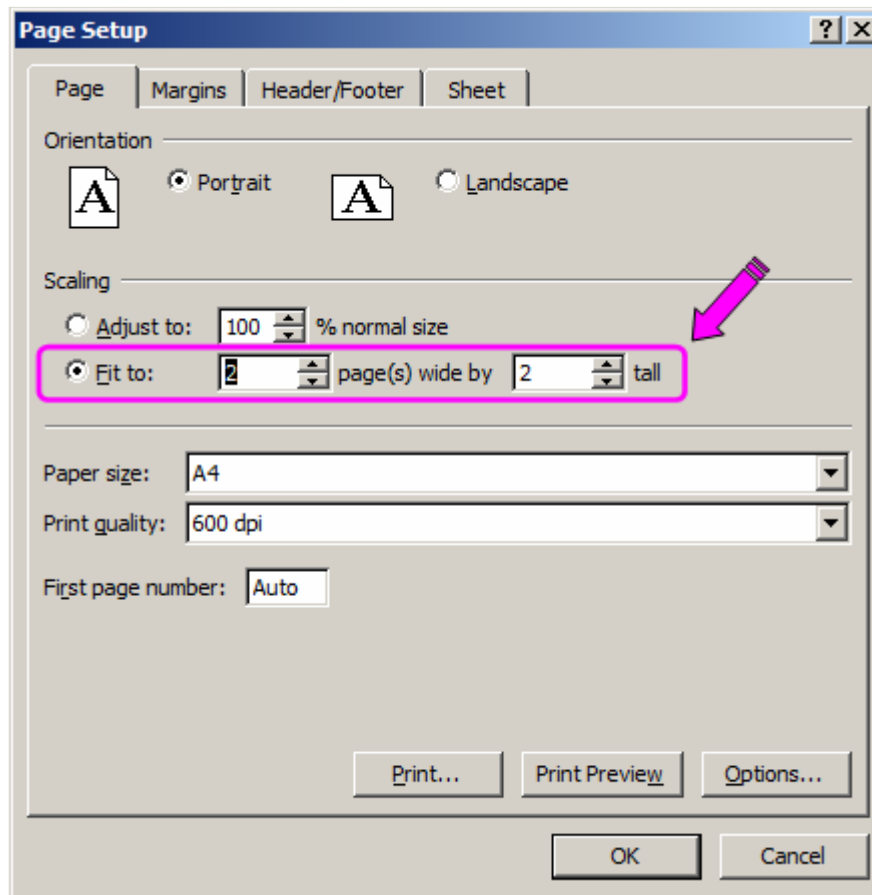 Page Setup
Page Margins Header/Footer Sheet
Orientation
A Portrait A Landscape
Scaling
Adjust to: 100 % normal size
Fit to: 2 page(s) wide by 2 tall
Paper size: A4
Print quality: 600 dpi
First page number: Auto
Print... Print Preview Options...
OK Cancel